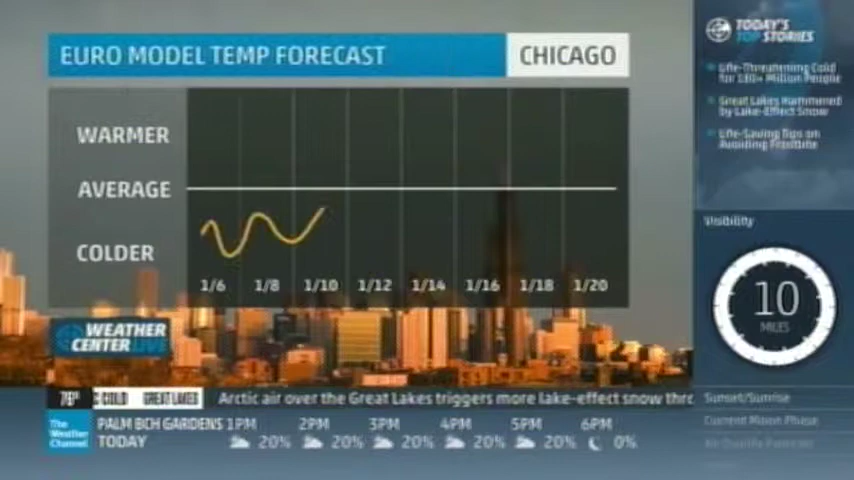 EURO MODEL TEMP FORECAST
CHICAGO
WARMER
AVERAGE
COLDER
1/6 1/8 1/10 1/12 1/14 1/16 1/18 1/20
WEATHER
CENTER LIVE
TODAY'S
TOP STORIES
Life-Threatening Cold
for 180+ Million People
Great Lakes Hammered
by Lake-Effect Snow
Life-Saving Tips on
Avoiding Frostbite
Visibility
10
MILES
Sunset/Sunrise
Current Moon Phase
GREAT LAKES
Arctic air over the Great Lakes triggers more lake-effect snow thro
The
Weather
Channel
PALM BCH GARDENS
TODAY
1PM 2PM 3PM 4PM 5PM 6PM
20% 20% 20% 20% 20% 0%